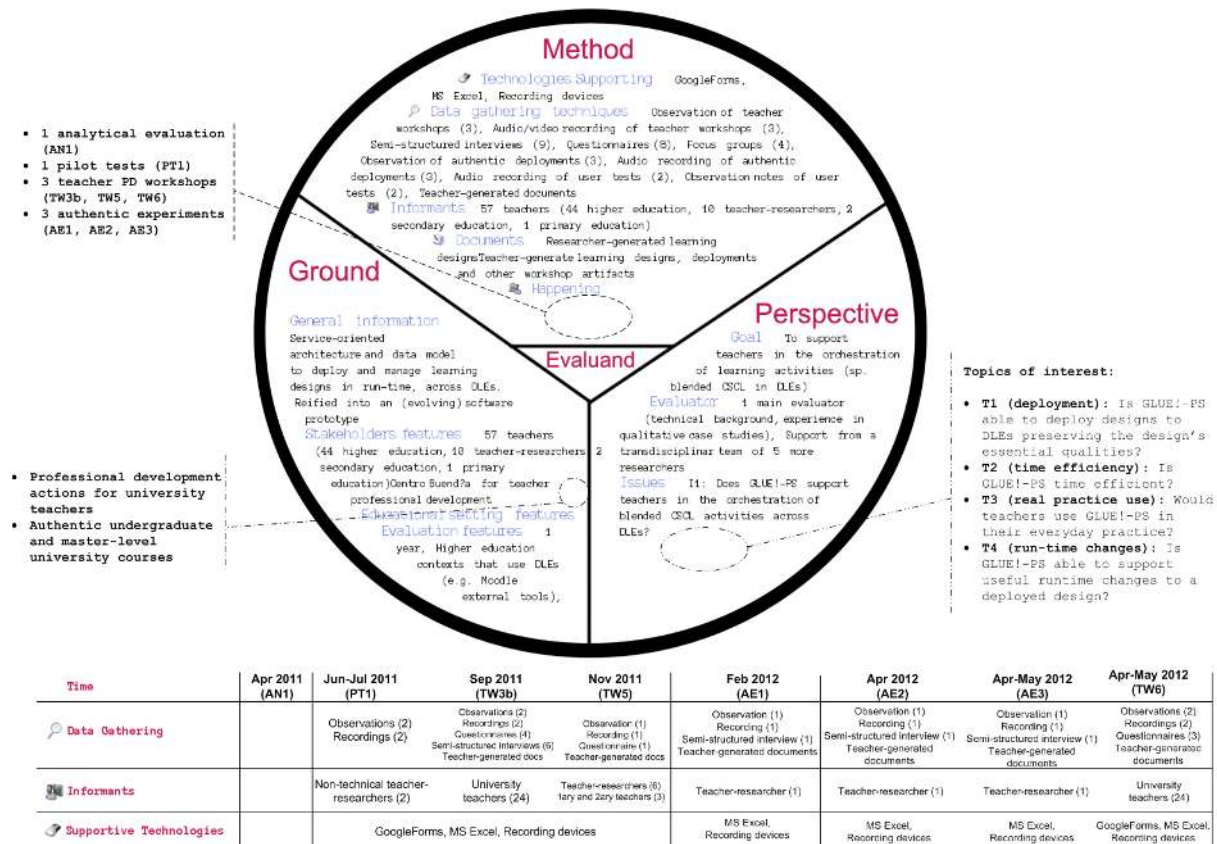 Method
Technologies Supporting GoogleForms,
MS Excel, Recording devices
Data gathering techniques Observation of teacher
workshops (3), Audio/video recording of teacher workshops (3),
Semi-structured interviews (9), Questionnaires (8), Focus groups (4),
Observation of authentic deployments (3), Audio recording of authentic
deployments (3), Audio recording of user tests (2), Observation notes of user
tests (2), Teacher-generated documents
Informants 57 teachers (44 higher education, 10 teacher-researchers, 2
secondary education, 1 primary education)
Documents Researcher-generated learning
designsTeacher-generate learning designs, deployments
and other workshop artifacts
Happening
• 1 analytical evaluation
(AN1)
• 1 pilot tests (PT1)
• 3 teacher PD workshops
(TW3b, TW5, TW6)
• 3 authentic experiments
(AE1, AE2, AE3)
Ground
General information
Service-oriented
architecture and data model
to deploy and manage learning
designs in run-time, across DLEs.
Reified into an (evolving) software
prototype
Stakeholders features 57 teachers
(44 higher education, 10 teacher-researchers 2
secondary education, 1 primary
education)Centro Buend?a for teacher
professional development
Educational setting features
Evaluation features 1
year, Higher education
contexts that use DLEs
(e.g. Moodle
external tools),
• Professional development
actions for university
teachers
• Authentic undergraduate
and master-level
university courses
Evaluand
Perspective
Goal To support
teachers in the orchestration
of learning activities (sp.
blended CSCL in DLEs)
Evaluator 1 main evaluator
(technical background, experience in
qualitative case studies), Support from a
transdisciplinar team of 5 more
researchers
Issues I1: Does GLUE!-PS support
teachers in the orchestration of
blended CSCL activities across
DLEs?
Topics of interest:
• T1 (deployment): Is GLUE!-PS
able to deploy designs to
DLEs preserving the design's
essential qualities?
• T2 (time efficiency): Is
GLUE!-PS time efficient?
• T3 (real practice use): Would
teachers use GLUE!-PS in
their everyday practice?
• T4 (run-time changes): Is
GLUE!-PS able to support
useful runtime changes to a
deployed design?
Time
Apr 2011
(AN1)
Jun-Jul 2011
(PT1)
Sep 2011
(TW3b)
Nov 2011
(TW5)
Feb 2012
(AE1)
Apr 2012
(AE2)
Apr-May 2012
(AE3)
Apr-May 2012
(TW6)
Data Gathering
Observations (2)
Recordings (2)
Observations (2)
Recordings (2)
Questionnaires (4)
Semi-structured interviews (6)
Teacher-generated docs
Observation (1)
Recording (1)
Questionnaire (1)
Teacher-generated docs
Observation (1)
Recording (1)
Semi-structured interview (1)
Teacher-generated documents
Observation (1)
Recording (1)
Semi-structured interview (1)
Teacher-generated
documents
Observation (1)
Recording (1)
Semi-structured interview (1)
Teacher-generated
documents
Observations (2)
Recordings (2)
Questionnaires (3)
Teacher-generated
documents
Informants
Non-technical teacher-
researchers (2)
University
teachers (24)
Teacher-researchers (6)
1ary and 2ary teachers (3)
Teacher-researcher (1)
Teacher-researcher (1)
Teacher-researcher (1)
University
teachers (24)
Supportive Technologies
GoogleForms, MS Excel, Recording devices
MS Excel,
Recording devices
MS Excel,
Recording devices
MS Excel,
Recording devices
GoogleForms, MS Excel,
Recording devices